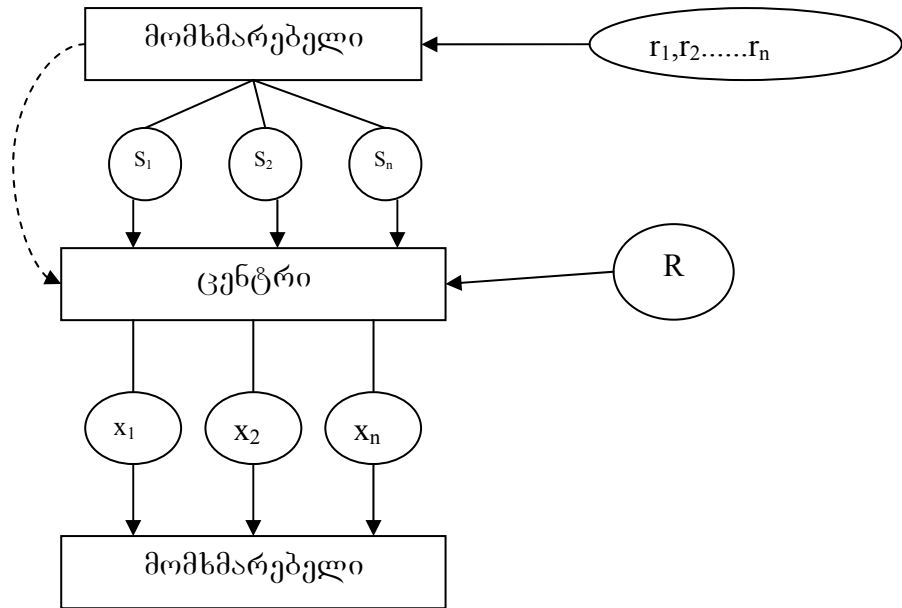 მომხმარებელი
r₁,r₂......rₙ
S₁
S₂
Sₙ
ცენტრი
R
x₁
x₂
xₙ
მომხმარებელი